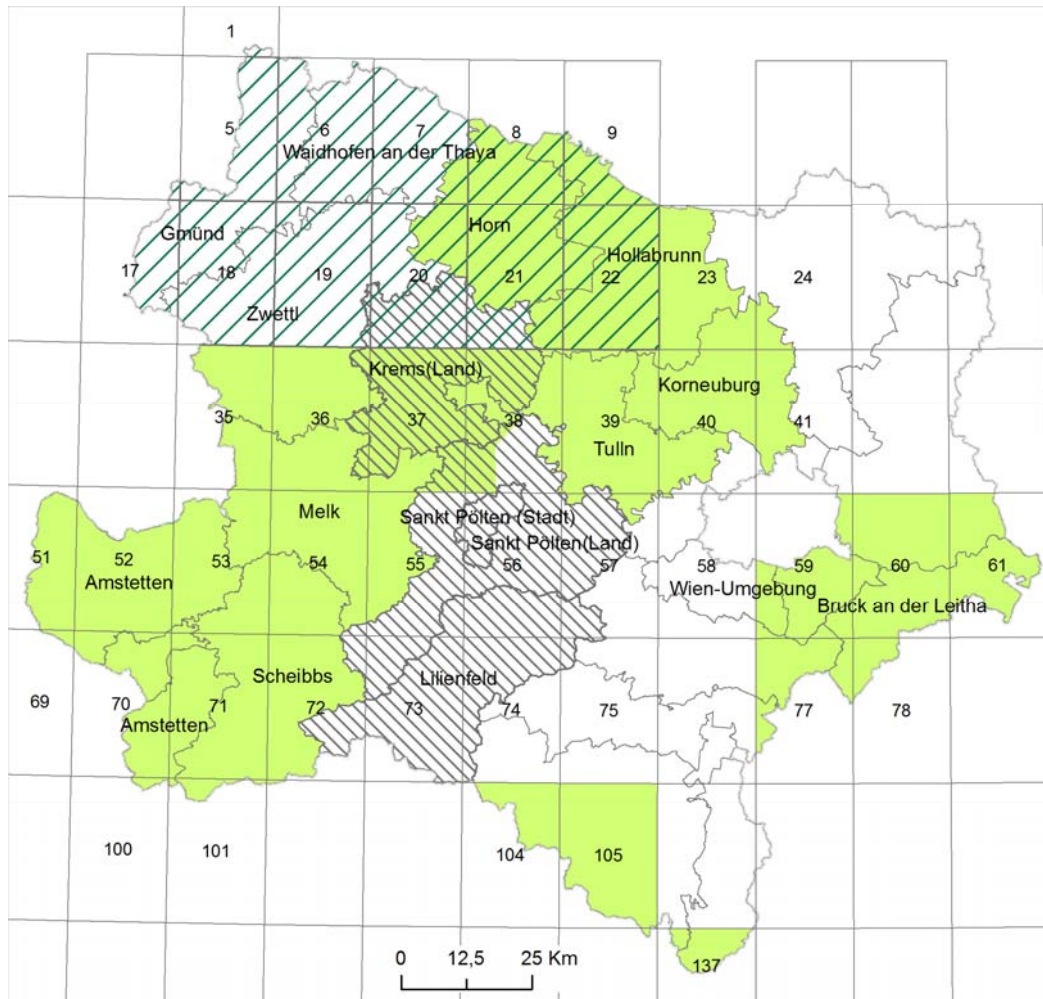 1
5 6 7 8 9
Waidhofen an der Thaya
Gmünd Horn Hollabrunn
17 18 19 20 21 22 23 24
Zwettl
Krems(Land) Korneuburg
35 36 37 38 39 40 41
Tulln
Melk Sankt Pölten (Stadt)
Sankt Pölten(Land)
51 52 53 54 55 56 57 58 59 60 61
Amstetten Wien-Umgebung
Bruck an der Leitha
Scheibbs Lilienfeld
69 70 71 72 73 74 75 77 78
Amstetten
100 101 104 105
137
0 12,5 25 Km